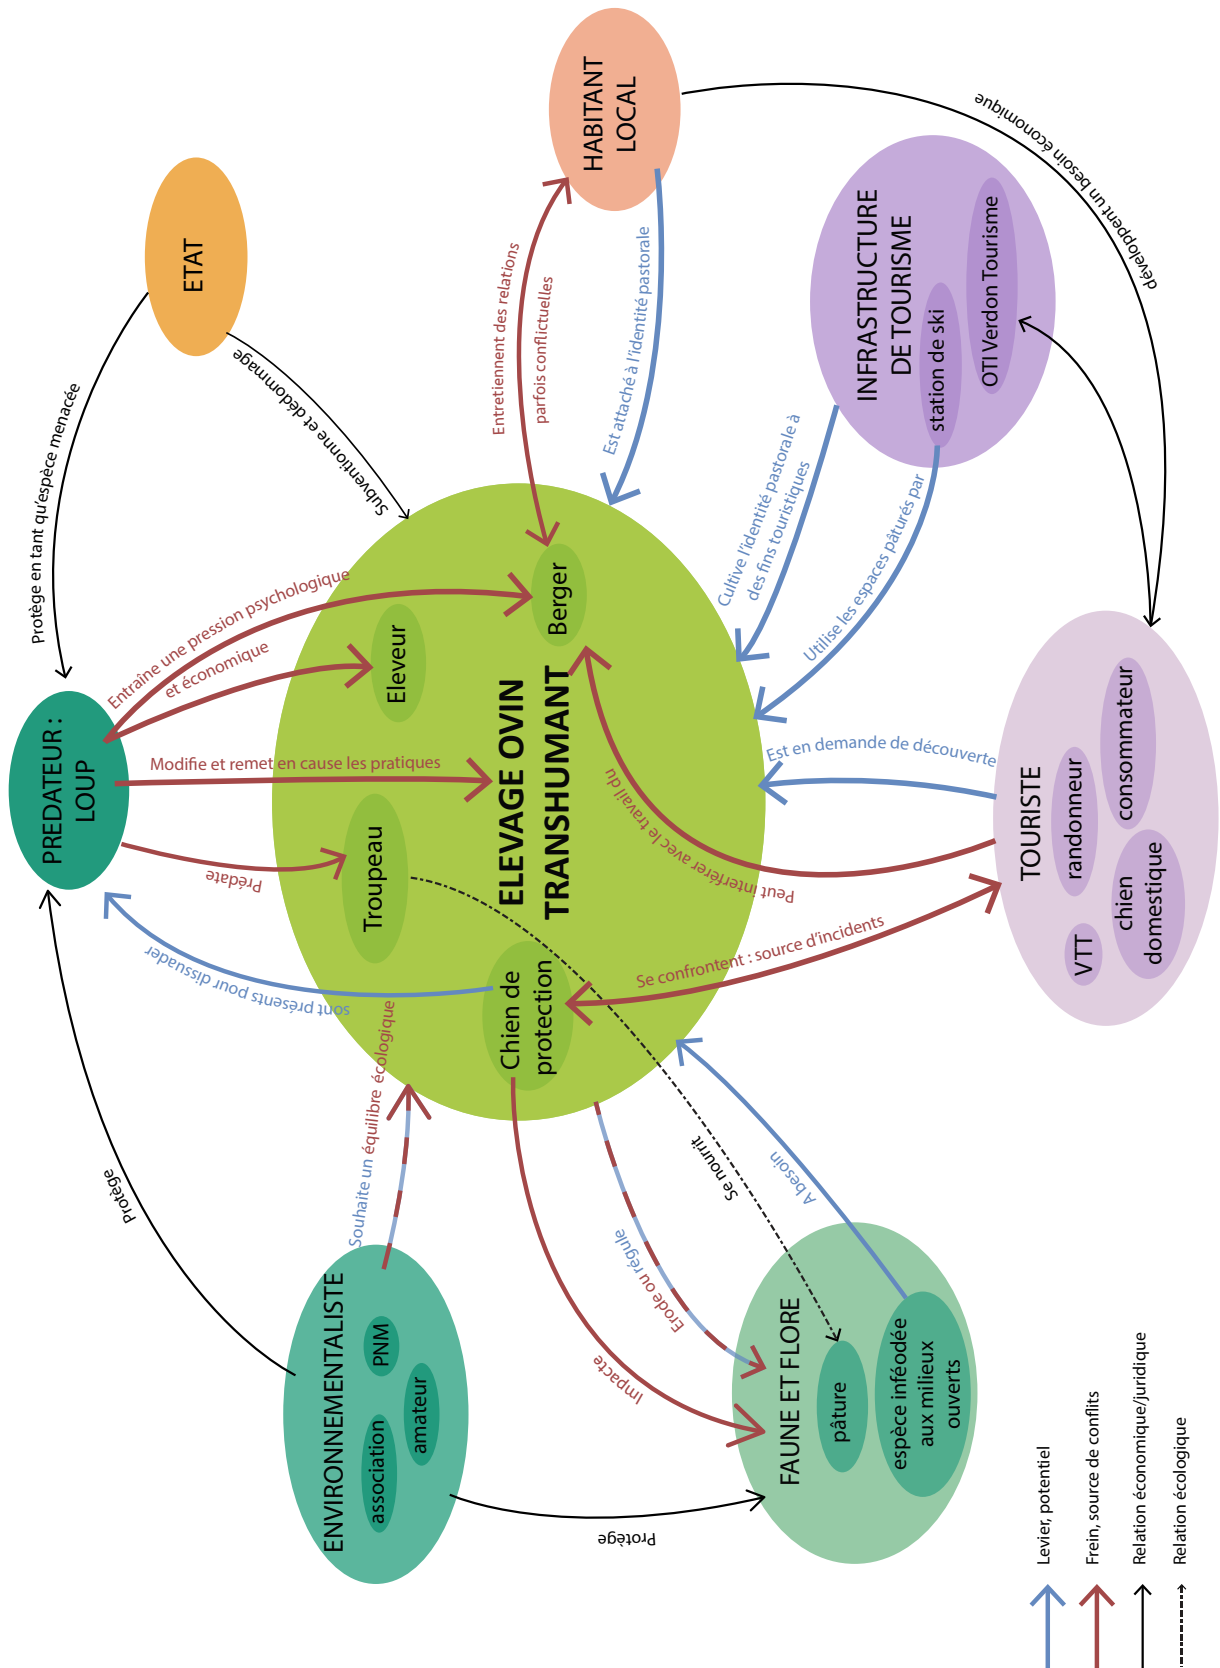 PREDATEUR :
LOUP
ETAT
HABITANT
LOCAL
ENVIRONNEMENTALISTE
association
PNM
amateur
ELEVAGE OVIN
TRANSHUMANT
Troupeau
Eleveur
Berger
Chien de
protection
INFRASTRUCTURE
DE TOURISME
station de ski
OTI Verdon Tourisme
FAUNE ET FLORE
pâture
espèce inféodée
aux milieux
ouverts
TOURISTE
VTT
randonneur
chien
domestique
consommateur
Protège
Protège en tant qu'espèce menacée
Subventionne et dédommage
Entraîne une pression psychologique
et économique
Modifie et remet en cause les pratiques
Prédate
sont présents pour dissuader
Souhaite un équilibre écologique
Entretiennent des relations
parfois conflictuelles
Est attaché à l'identité pastorale
développent un besoin économique
Cultive l'identité pastorale à
des fins touristiques
Utilise les espaces pâturés par
Est en demande de découverte
Peut interférer avec le travail du
Se confrontent : source d'incidents
Se nourrit
A besoin
Erode ou régule
Impacte
Protège
Levier, potentiel
Frein, source de conflits
Relation économique/juridique
Relation écologique